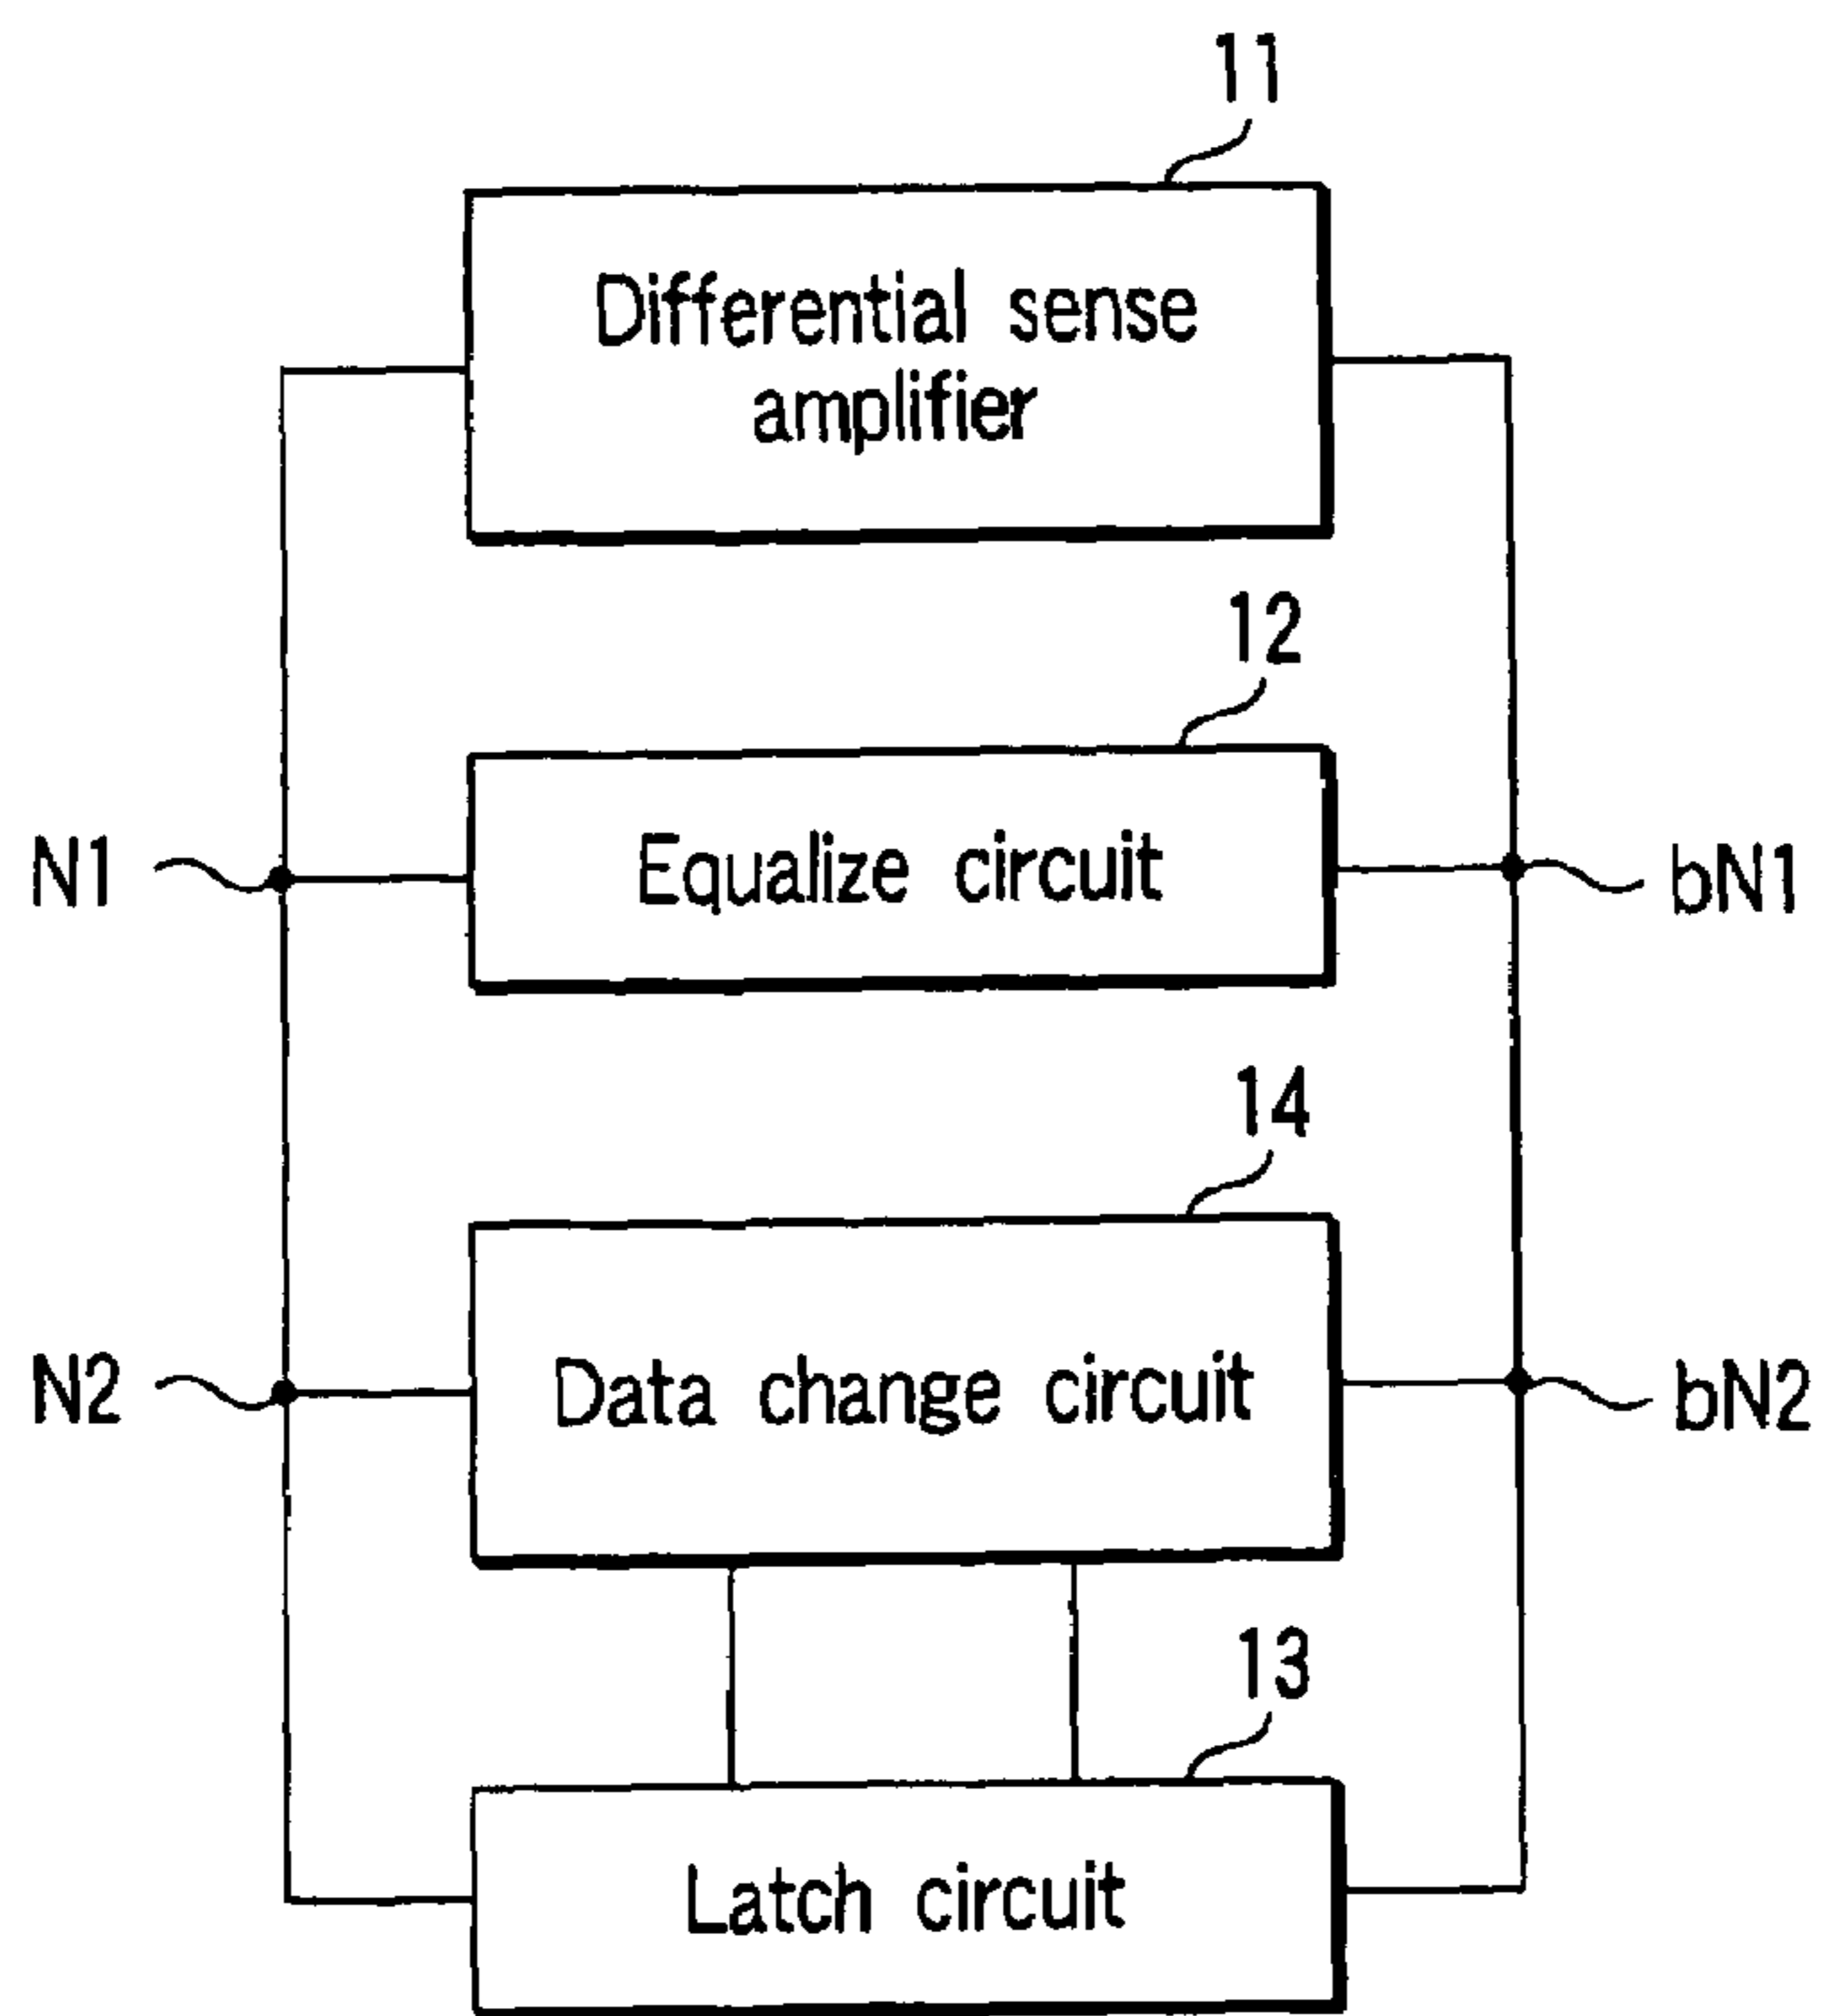 11
Differential sense
amplifier
12
N1
Equalize circuit
bN1
14
N2
Data change circuit
bN2
13
Latch circuit